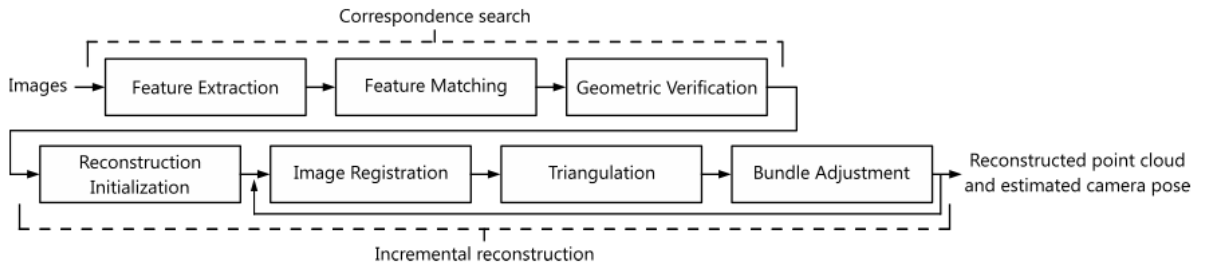 Correspondence search
Images
Feature Extraction
Feature Matching
Geometric Verification
Reconstruction
Initialization
Image Registration
Triangulation
Bundle Adjustment
Reconstructed point cloud
and estimated camera pose
Incremental reconstruction